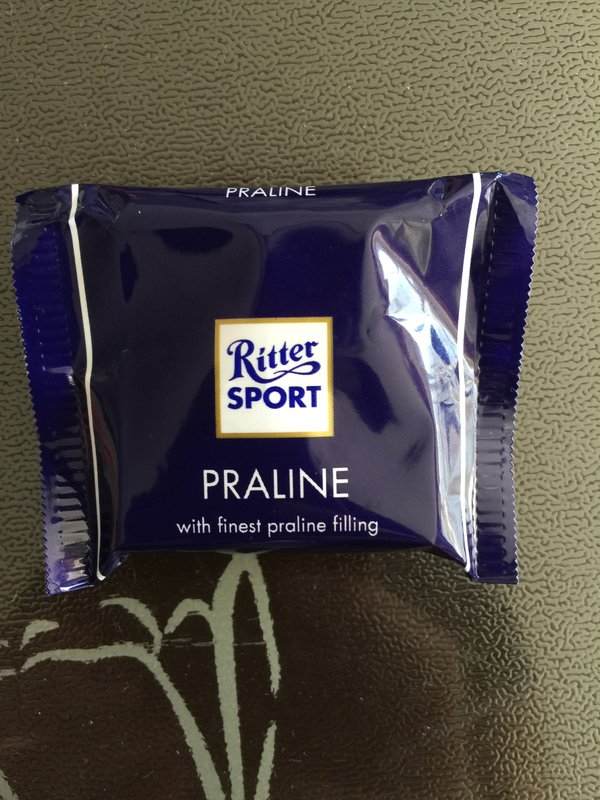 PRALINE
Ritter
SPORT
PRALINE
with finest praline filling